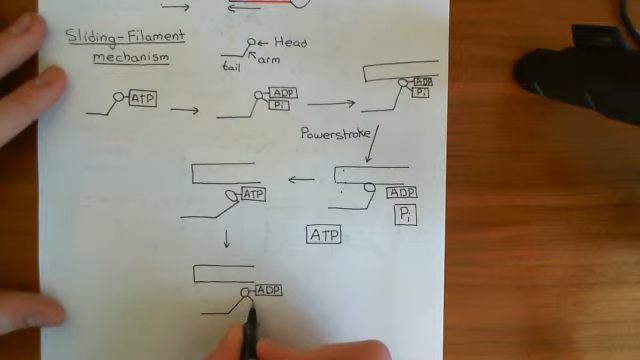 Sliding-Filament
mechanism
Head
arm
tail
ATP
ADP
Pi
ADP
Pi
Powerstroke
ATP
ADP
Pi
ATP
ADP